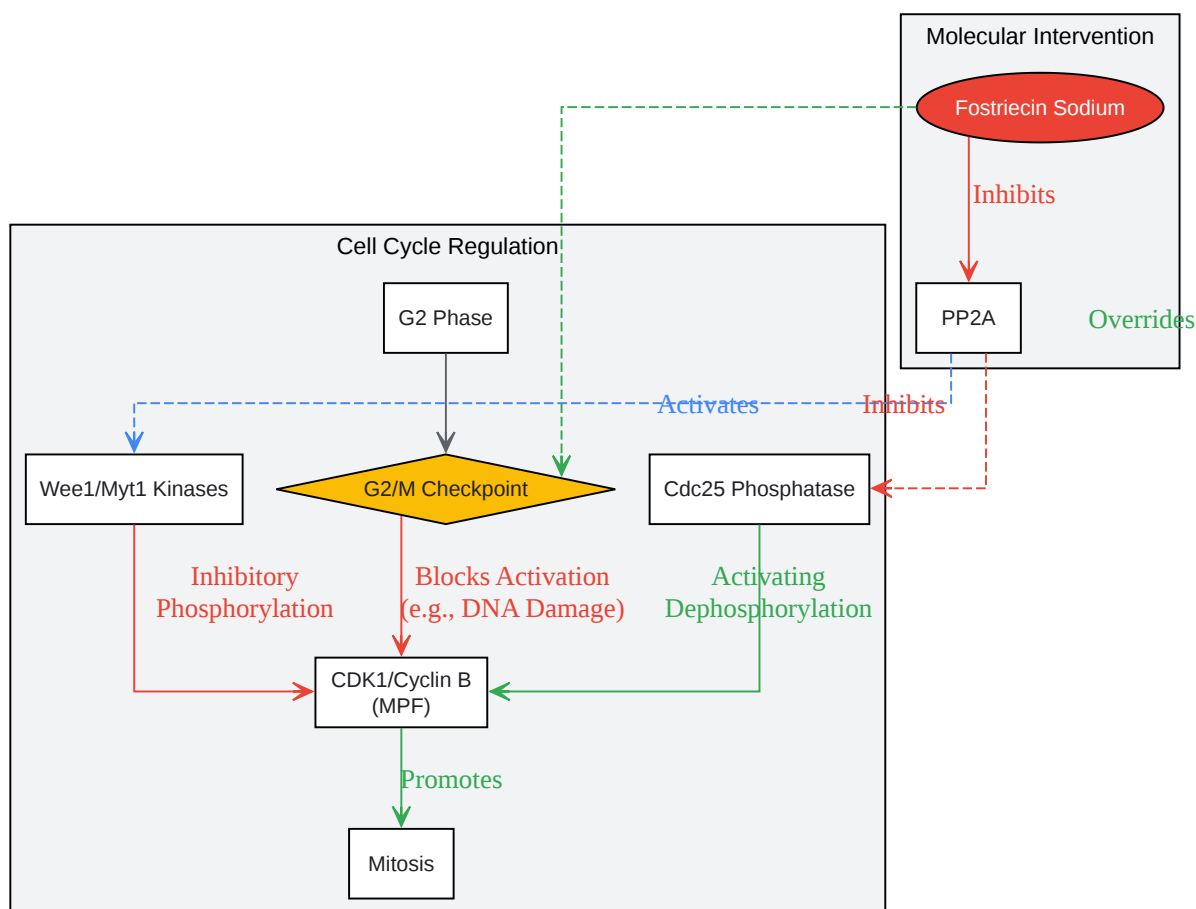 Molecular Intervention
Fostriecin Sodium
Inhibits
Cell Cycle Regulation
G2 Phase
PP2A
Overrides
Activates
Inhibits
Wee1/Myt1 Kinases
G2/M Checkpoint
Cdc25 Phosphatase
Inhibitory
Phosphorylation
Blocks Activation
(e.g., DNA Damage)
Activating
Dephosphorylation
CDK1/Cyclin B
(MPF)
Promotes
Mitosis